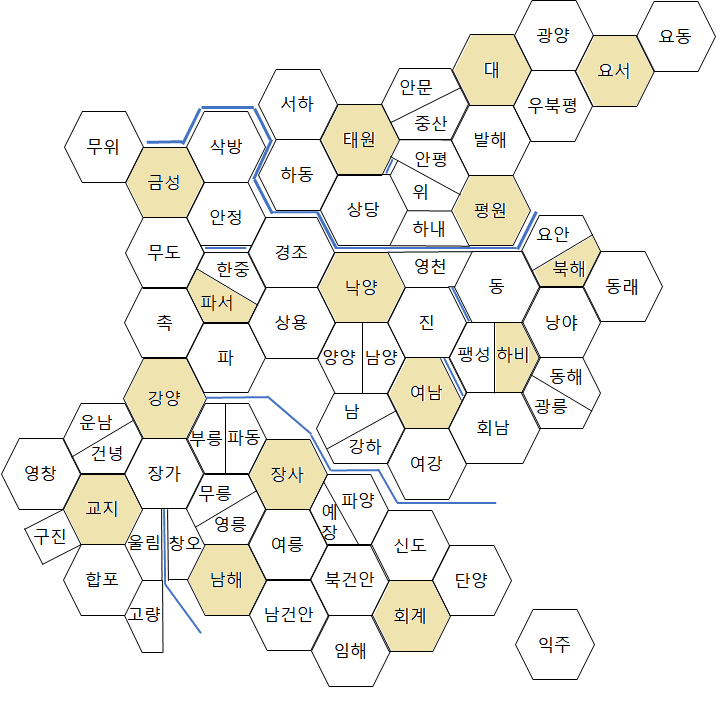 광양
요동
대
요서
안문
서하
우북평
중산
태원
발해
무위
삭방
안평
하동
금성
위
상당
평원
안정
하내
요안
무도
경조
한중
영천
북해
낙양
동
동래
파서
촉
상용
진
낭야
파
양양
남양
팽성
하비
동해
강양
여남
남
광릉
운남
회남
부릉
파동
강하
건녕
영창
장가
장사
여강
무릉
파양
교지
예
장
영릉
구진
울림
창오
여릉
신도
합포
남해
북건안
단양
고량
남건안
회계
임해
익주